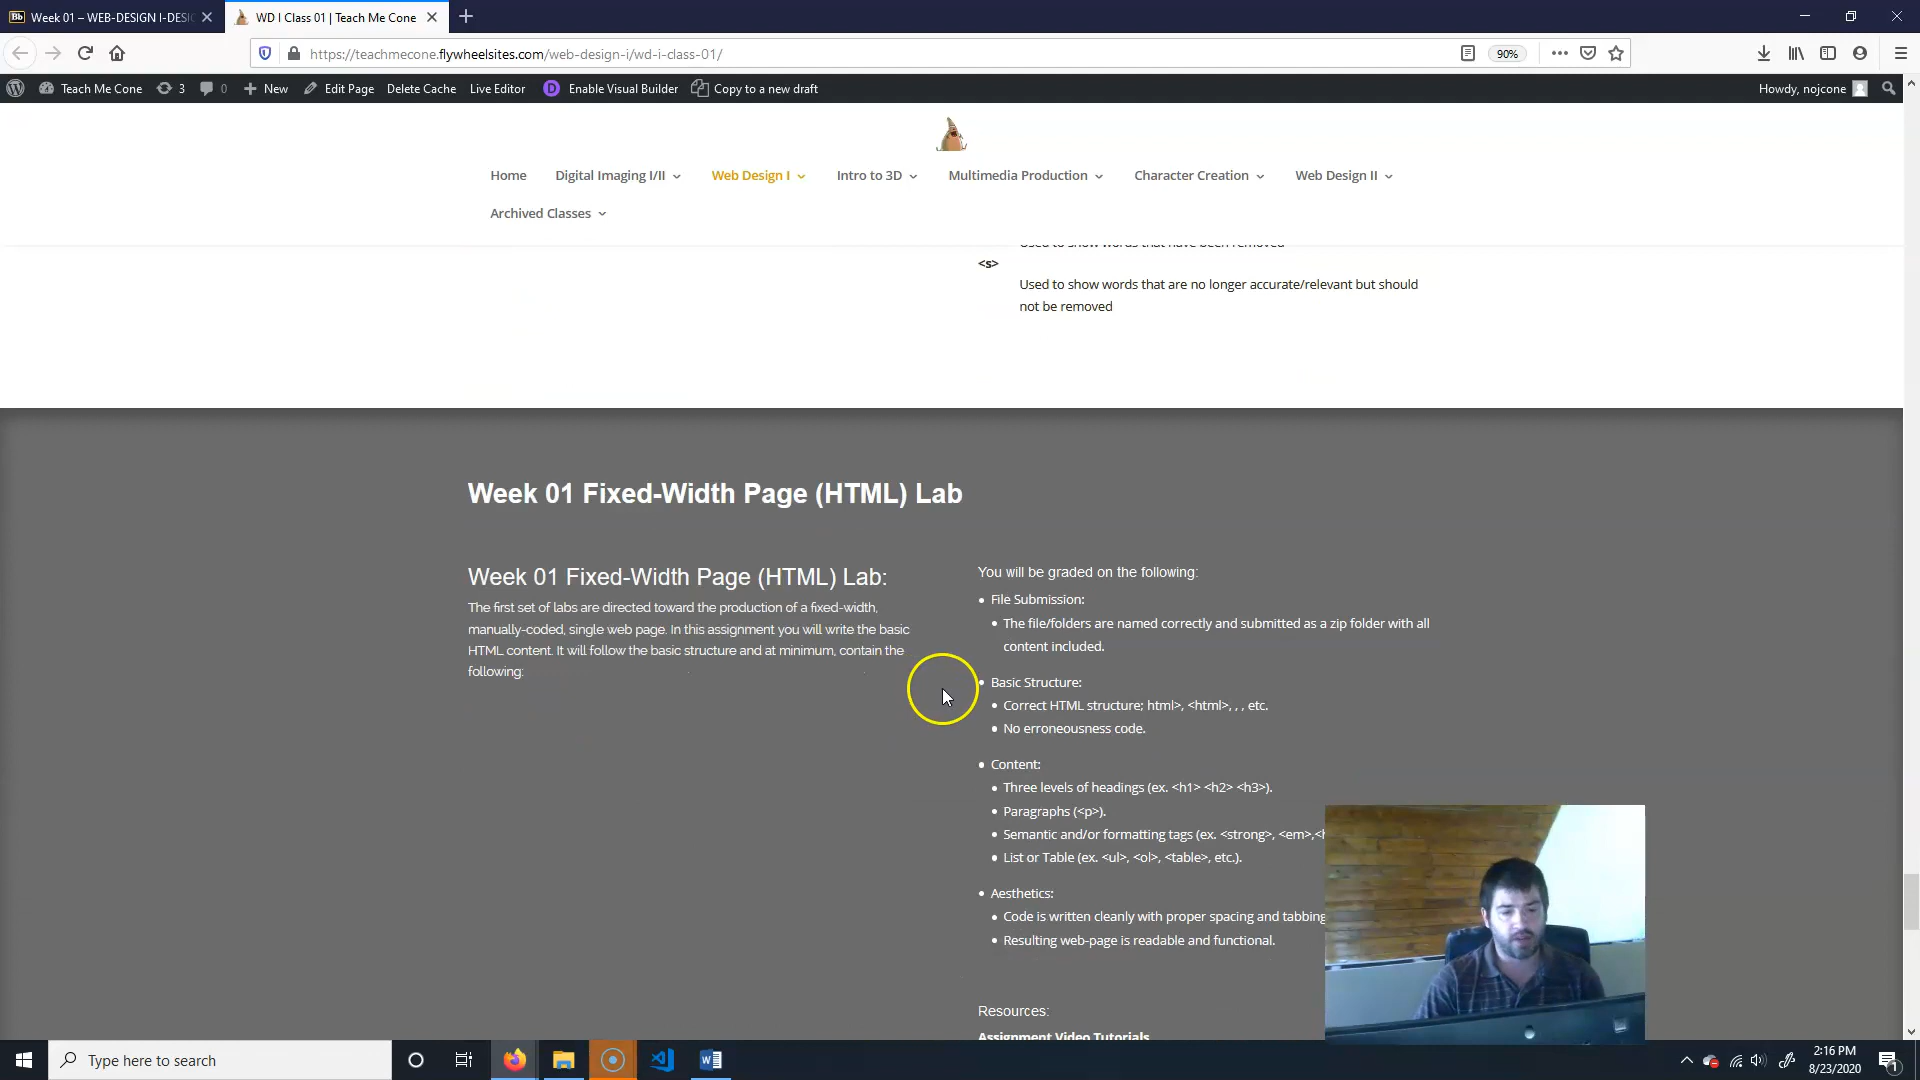 Week 01 – WEB-DESIGN I-DESI
WD I Class 01 | Teach Me Cone
https://teachmecone.flywheelsites.com/web-design-i/wd-i-class-01/
90%
Teach Me Cone
3
0
New
Edit Page
Delete Cache
Live Editor
Enable Visual Builder
Copy to a new draft
Howdy, nojcone
Home
Digital Imaging I/II
Web Design I
Intro to 3D
Multimedia Production
Character Creation
Web Design II
Archived Classes
Used to show words that have been removed
<s>
Used to show words that are no longer accurate/relevant but should
not be removed
Week 01 Fixed-Width Page (HTML) Lab
Week 01 Fixed-Width Page (HTML) Lab:
The first set of labs are directed toward the production of a fixed-width,
manually-coded, single web page. In this assignment you will write the basic
HTML content. It will follow the basic structure and at minimum, contain the
following:
You will be graded on the following:
File Submission:
The file/folders are named correctly and submitted as a zip folder with all
content included.
Basic Structure:
Correct HTML structure; html>, <html>, , , etc.
No erroneousness code.
Content:
Three levels of headings (ex. <h1> <h2> <h3>).
Paragraphs (<p>).
Semantic and/or formatting tags (ex. <strong>, <em>,<h
List or Table (ex. <ul>, <ol>, <table>, etc.).
Aesthetics:
Code is written cleanly with proper spacing and tabbing
Resulting web-page is readable and functional.
Resources:
Assignment Video Tutorials
Type here to search
2:16 PM
8/23/2020
1